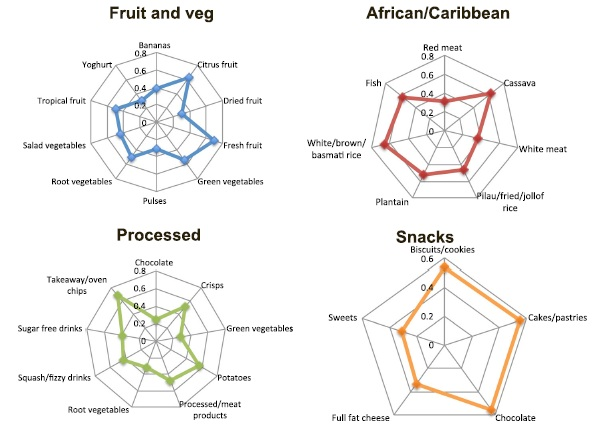 Fruit and veg
Bananas
0.8
0.6
0.4
0.2
0
Citrus fruit
Dried fruit
Fresh fruit
Green vegetables
Pulses
Root vegetables
Salad vegetables
Tropical fruit
Yoghurt
African/Caribbean
Red meat
0.8
0.6
0.4
0.2
0
Cassava
White meat
Pilau/fried/jollof
rice
Plantain
White/brown/
basmati rice
Fish
Processed
Chocolate
0.8
0.6
0.4
0.2
0
Crisps
Green vegetables
Potatoes
Processed/meat
products
Root vegetables
Squash/fizzy drinks
Sugar free drinks
Takeaway/oven
chips
Snacks
Biscuits/cookies
0.6
0.4
0.2
0
Cakes/pastries
Chocolate
Full fat cheese
Sweets